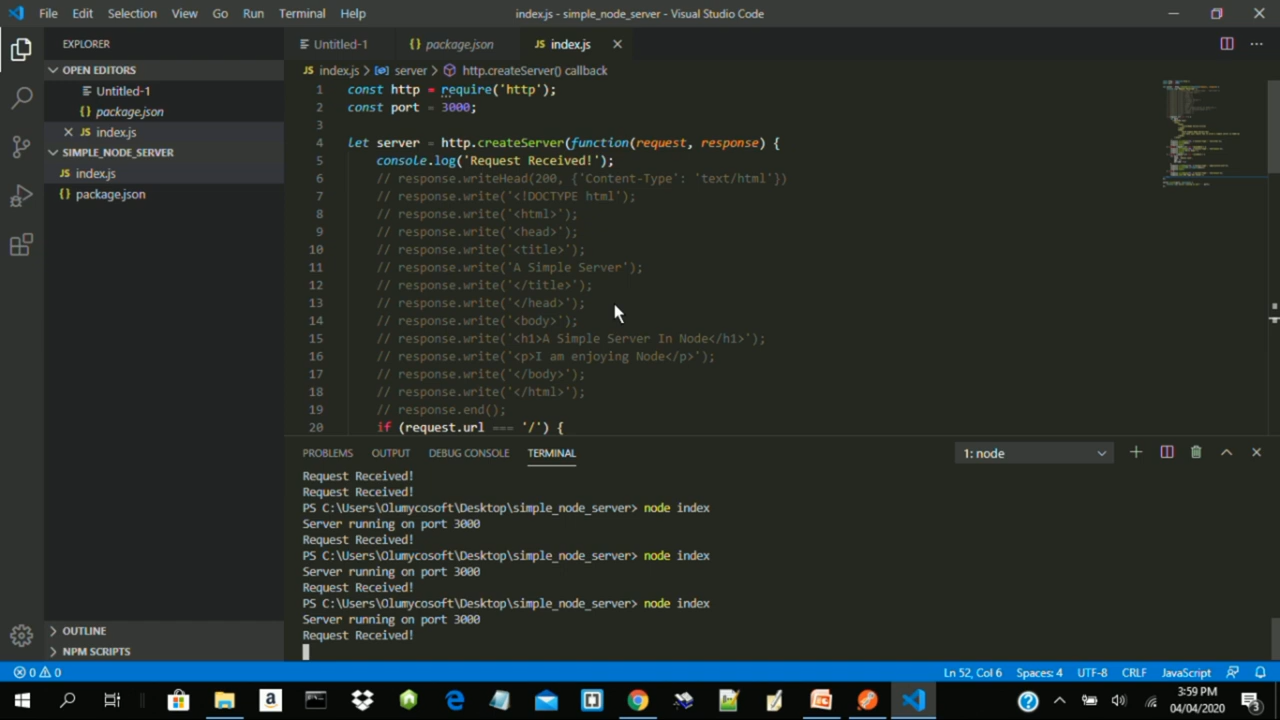 File Edit Selection View Go Run Terminal Help
index.js - simple_node_server - Visual Studio Code
EXPLORER
OPEN EDITORS
Untitled-1
{} package.json
JS index.js
SIMPLE_NODE_SERVER
JS index.js
{} package.json
OUTLINE
NPM SCRIPTS
Untitled-1
{} package.json
JS index.js
JS index.js > server > http.createServer() callback
1 const http = require('http');
2 const port = 3000;
3
4 let server = http.createServer(function(request, response) {
5 console.log('Request Received!');
6 // response.writeHead(200, {'Content-Type': 'text/html'})
7 // response.write('<!DOCTYPE html');
8 // response.write('<html>');
9 // response.write('<head>');
10 // response.write('<title>');
11 // response.write('A Simple Server');
12 // response.write('</title>');
13 // response.write('</head>');
14 // response.write('<body>');
15 // response.write('<h1>A Simple Server In Node</h1>');
16 // response.write('<p>I am enjoying Node</p>');
17 // response.write('</body>');
18 // response.write('</html>');
19 // response.end();
20 if (request.url === '/') {
PROBLEMS OUTPUT DEBUG CONSOLE TERMINAL
1: node
Request Received!
Request Received!
PS C:\Users\Olumycosoft\Desktop\simple_node_server> node index
Server running on port 3000
Request Received!
PS C:\Users\Olumycosoft\Desktop\simple_node_server> node index
Server running on port 3000
Request Received!
PS C:\Users\Olumycosoft\Desktop\simple_node_server> node index
Server running on port 3000
Request Received!
0 0
Ln 52, Col 6 Spaces: 4 UTF-8 CRLF JavaScript
3:59 PM
04/04/2020
3